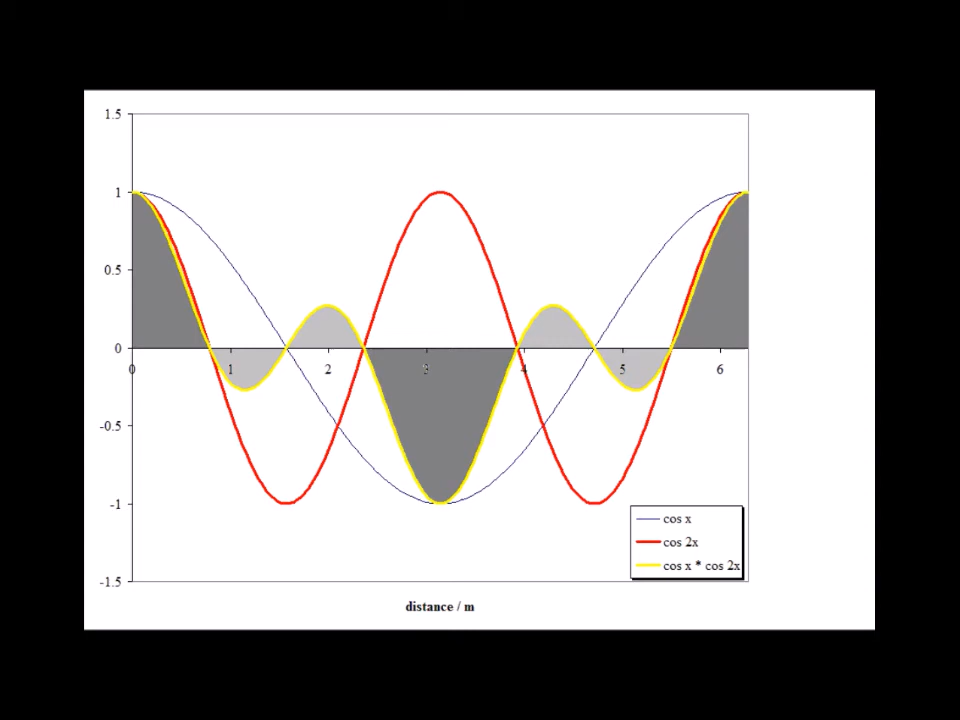 1.5
1
0.5
0
-0.5
-1
-1.5
0 1 2 3 4 5 6
cos x
cos 2x
cos x * cos 2x
distance / m